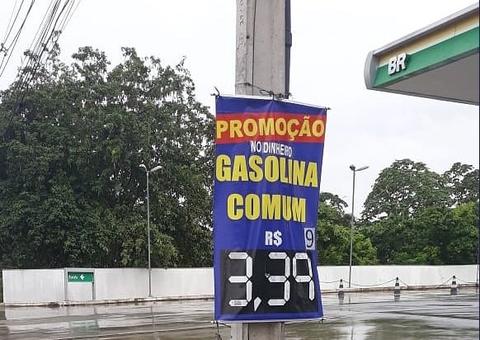 BR
PROMOÇÃO
NO DINHEIRO
GASOLINA
COMUM
R$ 9
3,39